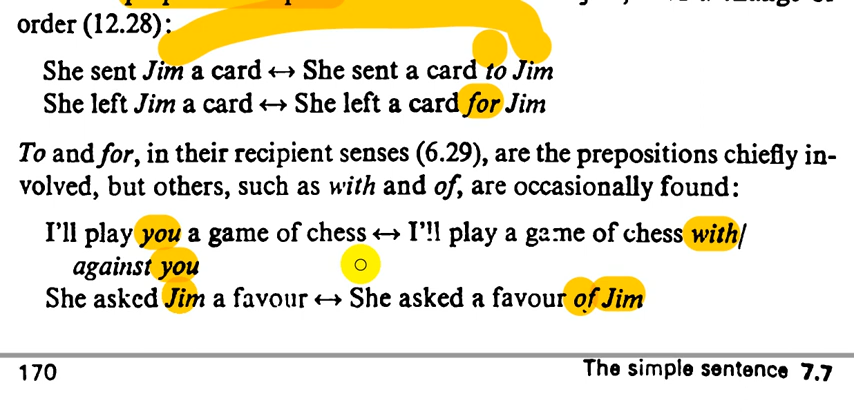 order (12.28):
She sent Jim a card ↔ She sent a card to Jim
She left Jim a card ↔ She left a card for Jim
To and for, in their recipient senses (6.29), are the prepositions chiefly in-
volved, but others, such as with and of, are occasionally found:
I'll play you a game of chess ↔ I'll play a game of chess with/
against you
She asked Jim a favour ↔ She asked a favour of Jim
170 The simple sentence 7.7